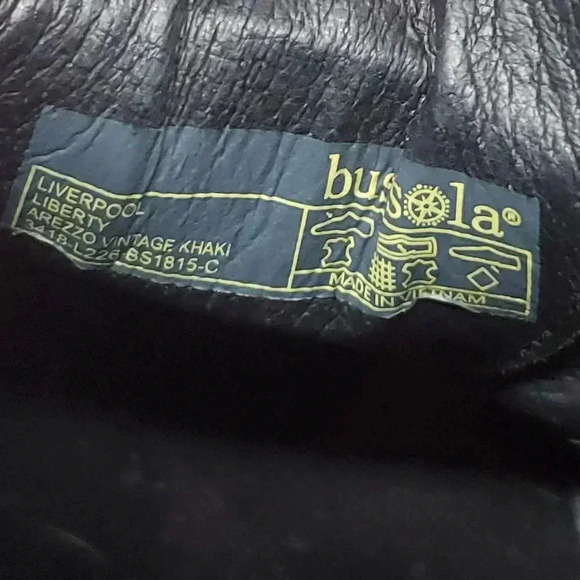 LIVERPOOL
LIBERTY
AREZZO VINTAGE KHAKI
3418-L226-BS1815-C
bussola®
MADE IN VIETNAM